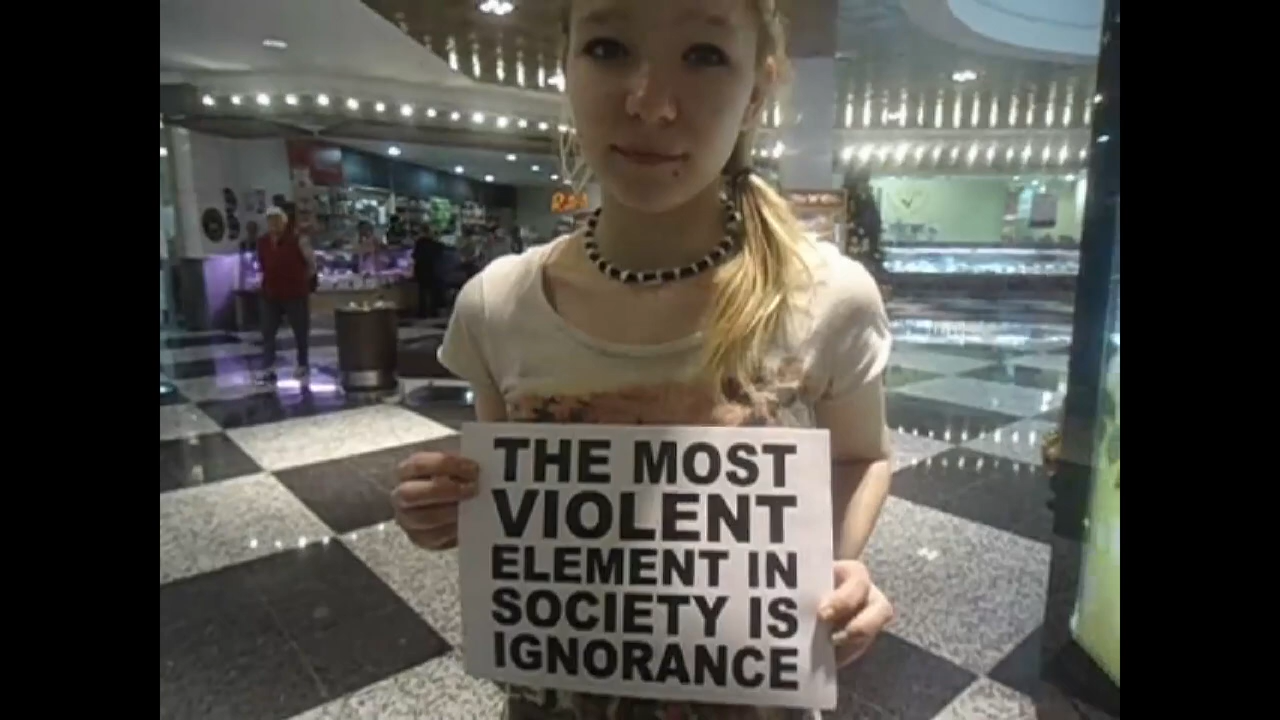 THE MOST
VIOLENT
ELEMENT IN
SOCIETY IS
IGNORANCE